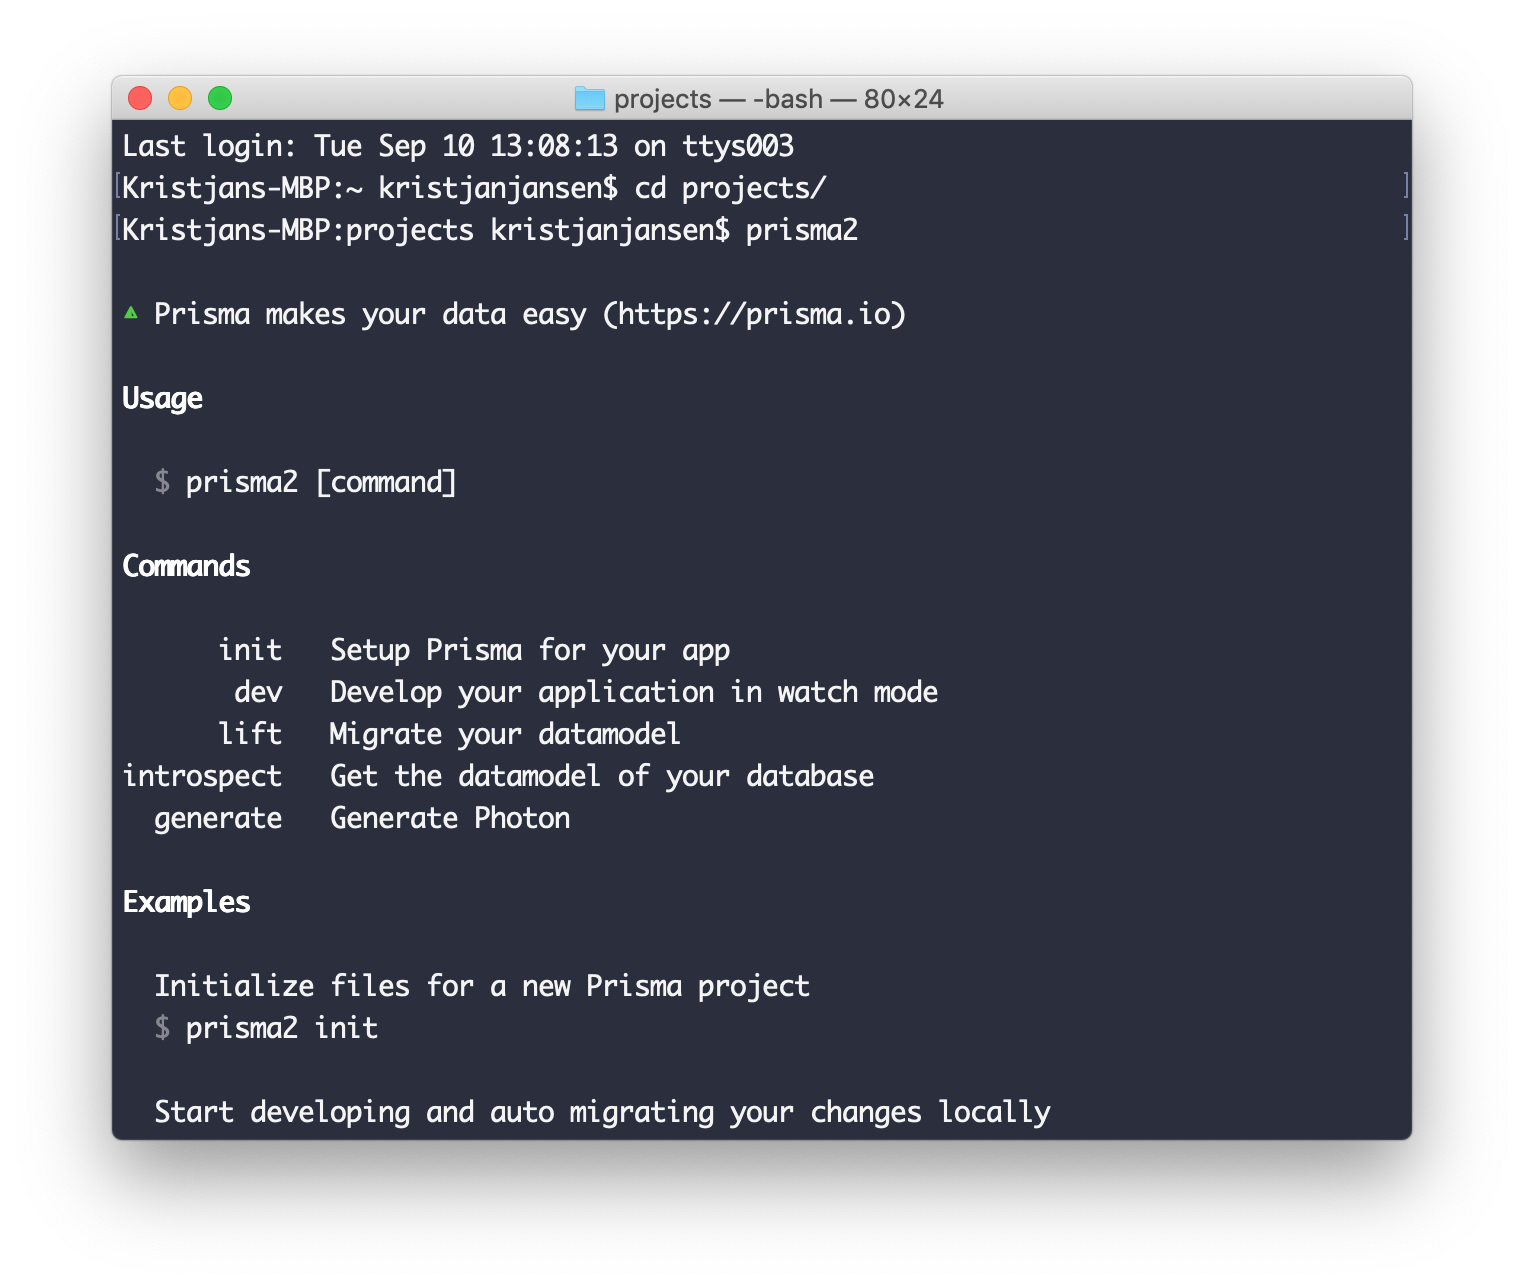 projects — -bash — 80×24
Last login: Tue Sep 10 13:08:13 on ttys003
[Kristjans-MBP:~ kristjanjansen$ cd projects/ ]
[Kristjans-MBP:projects kristjanjansen$ prisma2 ]
Prisma makes your data easy (https://prisma.io)
Usage
$ prisma2 [command]
Commands
init   Setup Prisma for your app
dev   Develop your application in watch mode
lift   Migrate your datamodel
introspect   Get the datamodel of your database
generate   Generate Photon
Examples
Initialize files for a new Prisma project
$ prisma2 init
Start developing and auto migrating your changes locally